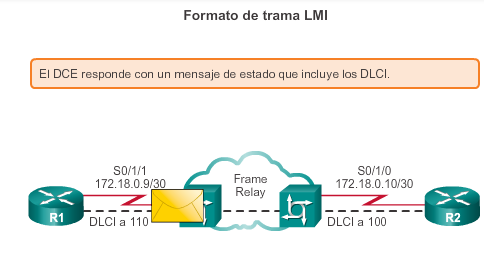 Formato de trama LMI
El DCE responde con un mensaje de estado que incluye los DLCI.
S0/1/1
172.18.0.9/30
Frame
Relay
S0/1/0
172.18.0.10/30
R1
R2
DLCI a 110
DLCI a 100